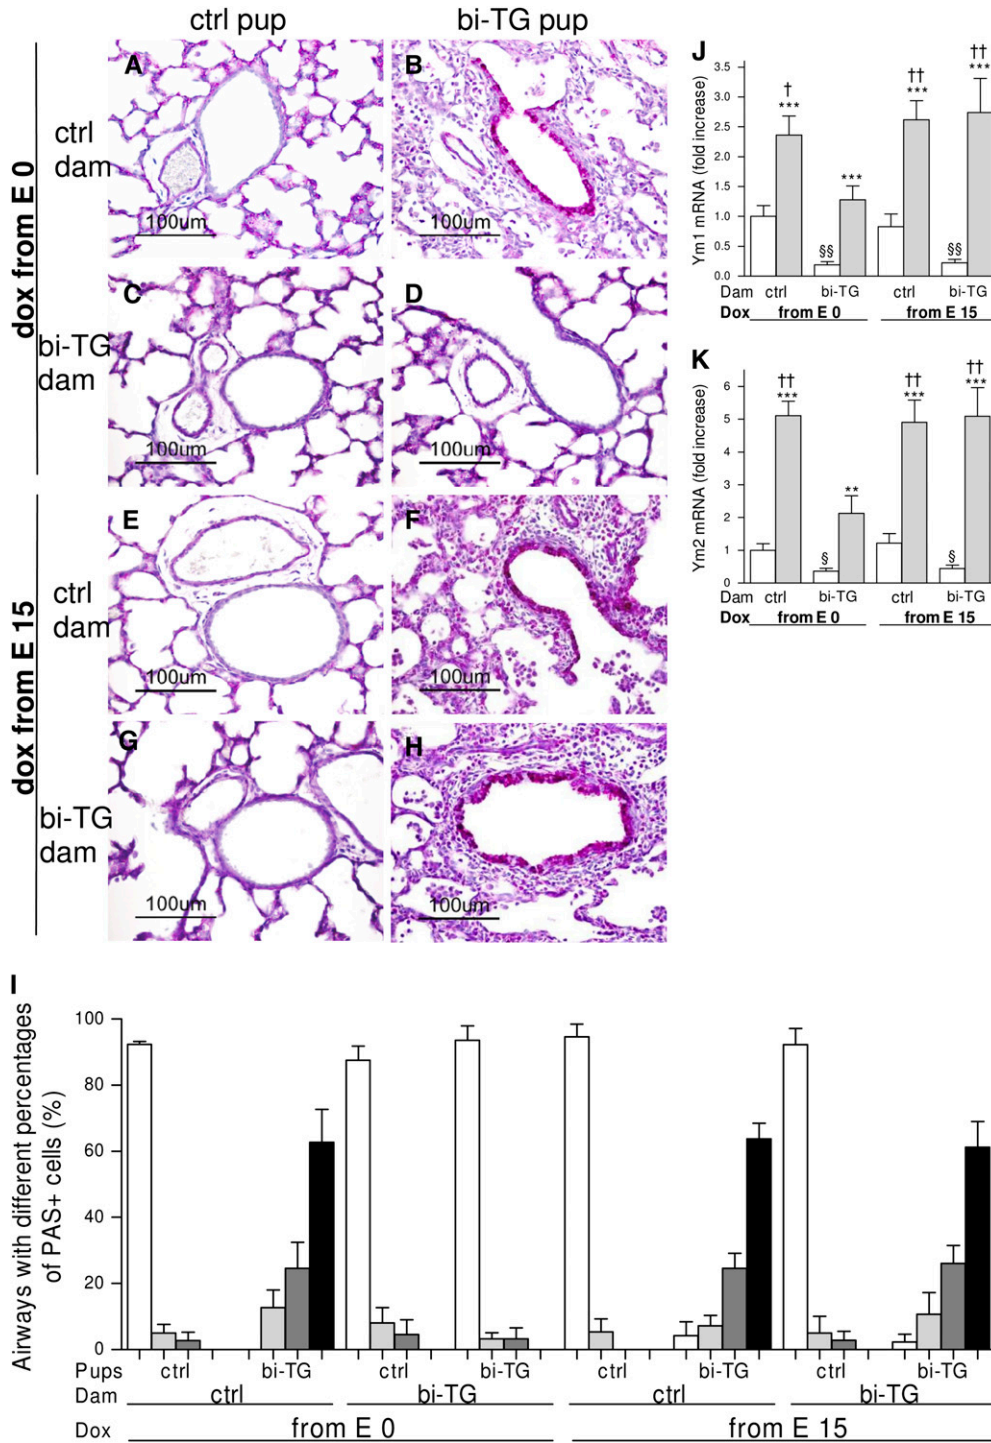 ctrl pup bi-TG pup
dox from E 0
ctrl
dam
A
100um
B
100um
bi-TG
dam
C
100um
D
100um
dox from E 15
ctrl
dam
E
100um
F
100um
bi-TG
dam
G
100um
H
100um
J
Ym1 mRNA (fold increase)
3.5
3.0
2.5
2.0
1.5
1.0
0.5
0.0
†
***
§§
***
††
***
§§
††
***
Dam ctrl bi-TG ctrl bi-TG
Dox from E 0 from E 15
K
Ym2 mRNA (fold increase)
6
5
4
3
2
1
0
††
***
§
**
††
***
§
††
***
Dam ctrl bi-TG ctrl bi-TG
Dox from E 0 from E 15
I
Airways with different percentages
of PAS+ cells (%)
100
80
60
40
20
0
Pups ctrl bi-TG ctrl bi-TG ctrl bi-TG ctrl bi-TG
Dam ctrl bi-TG ctrl bi-TG
Dox from E 0 from E 15